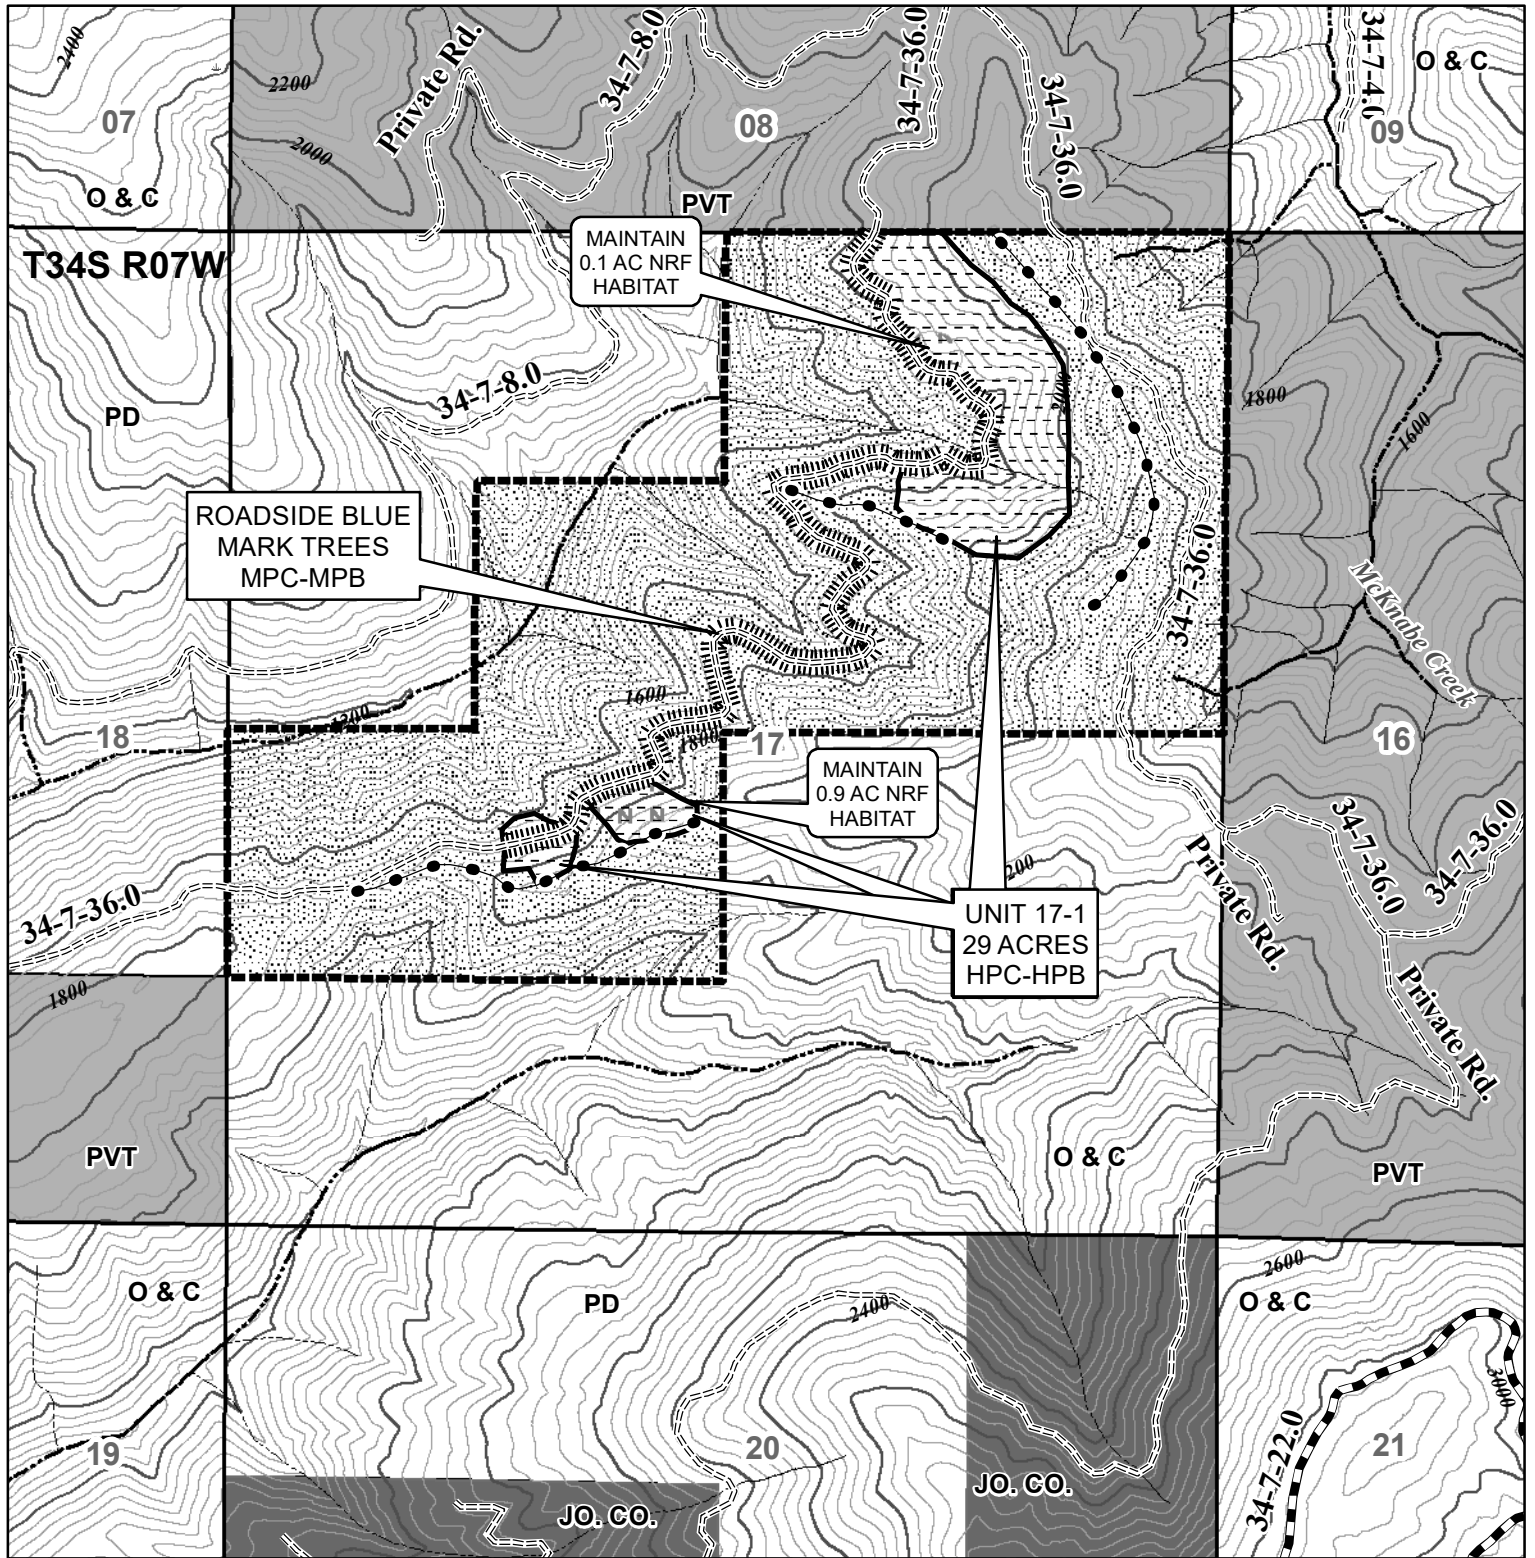 2400
2200
Private Rd.
34-7-8.0
34-7-36.0
34-7-36.0
34-7-4.0
O & C
07
08
09
2000
O & C
PVT
T34S R07W
MAINTAIN
0.1 AC NRF
HABITAT
34-7-8.0
PD
1800
1600
ROADSIDE BLUE
MARK TREES
MPC-MPB
34-7-36.0
McKnabe Creek
1600
18
1800
17
16
MAINTAIN
0.9 AC NRF
HABITAT
N N
34-7-36.0
34-7-36.0
34-7-36.0
Private Rd.
UNIT 17-1
29 ACRES
HPC-HPB
1800
Private Rd.
PVT
O & C
PVT
O & C
PD
2400
2600
O & C
3000
19
20
21
34-7-22.0
JO. CO.
JO. CO.